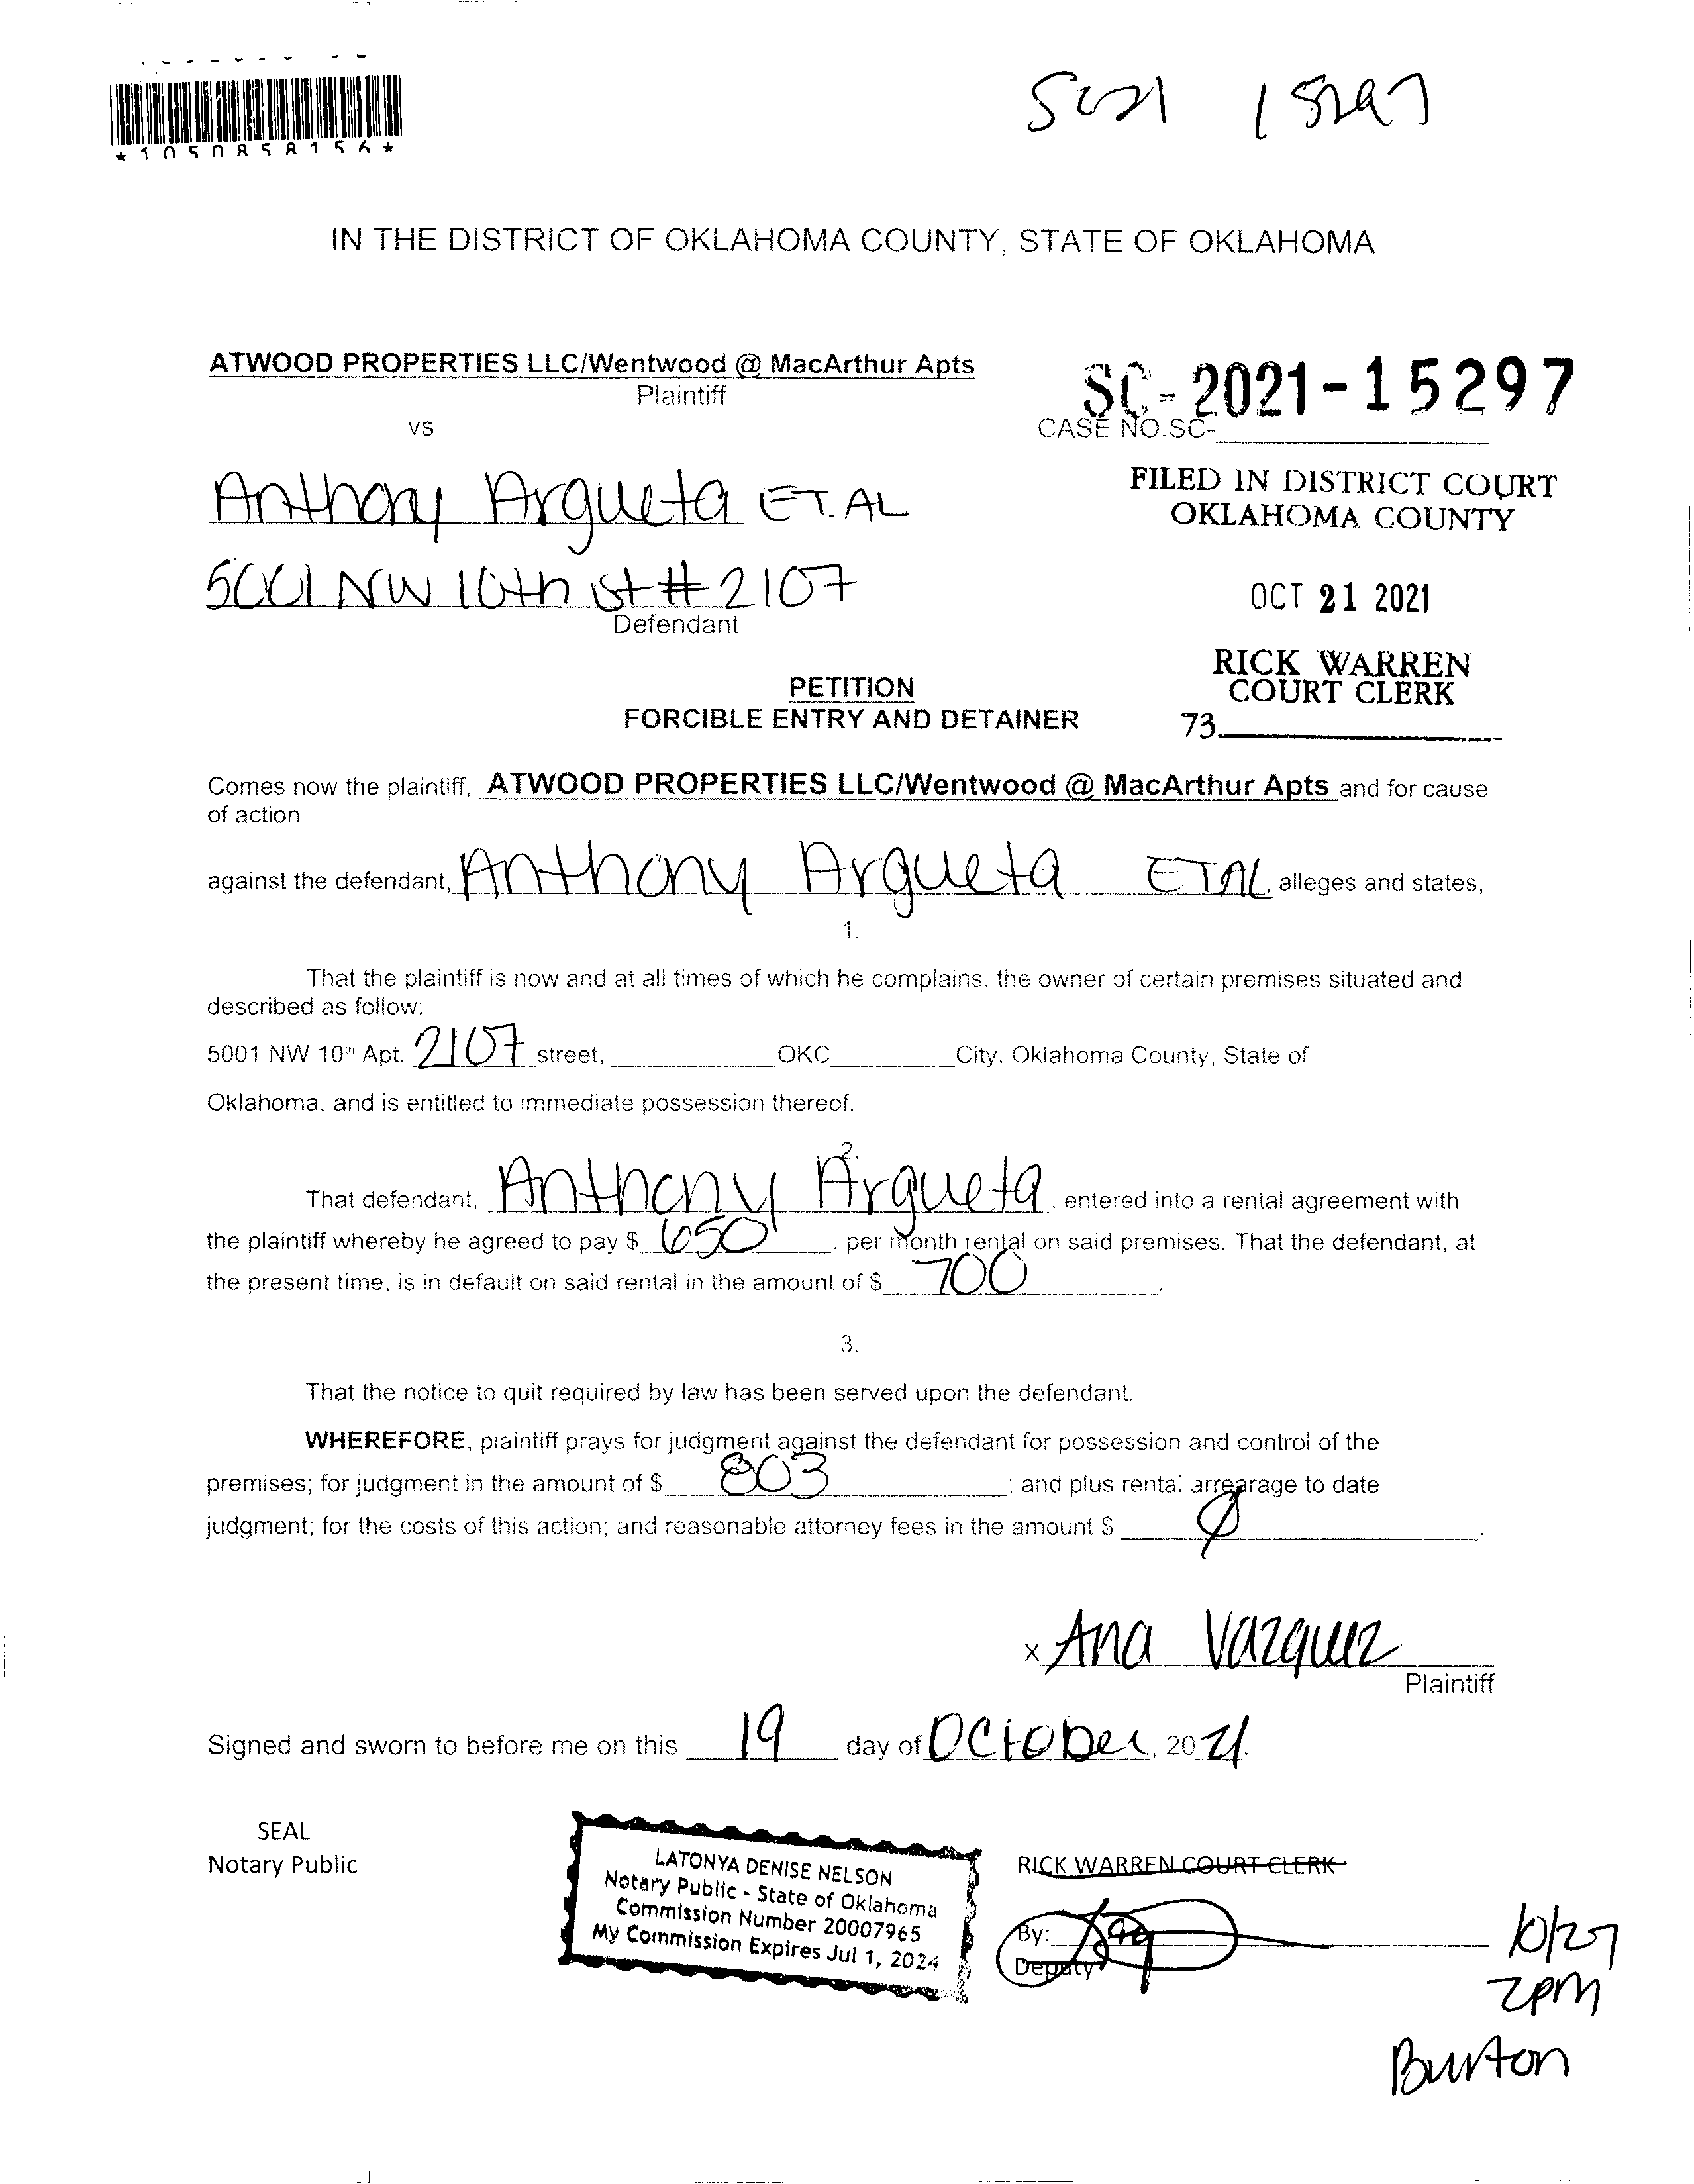 SC21 15297
*1050858156*
IN THE DISTRICT OF OKLAHOMA COUNTY, STATE OF OKLAHOMA
ATWOOD PROPERTIES LLC/Wentwood @ MacArthur Apts
Plaintiff
vs
SC-2021-15297
CASE NO.SC-
Anthony Argueta ET.AL
5001 NW 10th st # 2107
Defendant
FILED IN DISTRICT COURT
OKLAHOMA COUNTY
OCT 21 2021
RICK WARREN
COURT CLERK
73
PETITION
FORCIBLE ENTRY AND DETAINER
Comes now the plaintiff, ATWOOD PROPERTIES LLC/Wentwood @ MacArthur Apts and for cause
of action
against the defendant, Anthony Argueta ETAL, alleges and states,
1.
That the plaintiff is now and at all times of which he complains, the owner of certain premises situated and
described as follow:
5001 NW 10th Apt. 2107 street, OKC City, Oklahoma County, State of
Oklahoma, and is entitled to immediate possession thereof.
2.
That defendant, Anthony Argueta, entered into a rental agreement with
the plaintiff whereby he agreed to pay $ 650, per month rental on said premises. That the defendant, at
the present time, is in default on said rental in the amount of $ 700.
3.
That the notice to quit required by law has been served upon the defendant.
WHEREFORE, plaintiff prays for judgment against the defendant for possession and control of the
premises; for judgment in the amount of $ 803; and plus rental arrearage to date
judgment; for the costs of this action; and reasonable attorney fees in the amount $ Ø.
x Ana Vazquez
Plaintiff
Signed and sworn to before me on this 19 day of October, 2021.
SEAL
Notary Public
LATONYA DENISE NELSON
Notary Public - State of Oklahoma
Commission Number 20007965
My Commission Expires Jul 1, 2024
RICK WARREN COURT CLERK
By:
Deputy
10/27
2pm
Burton